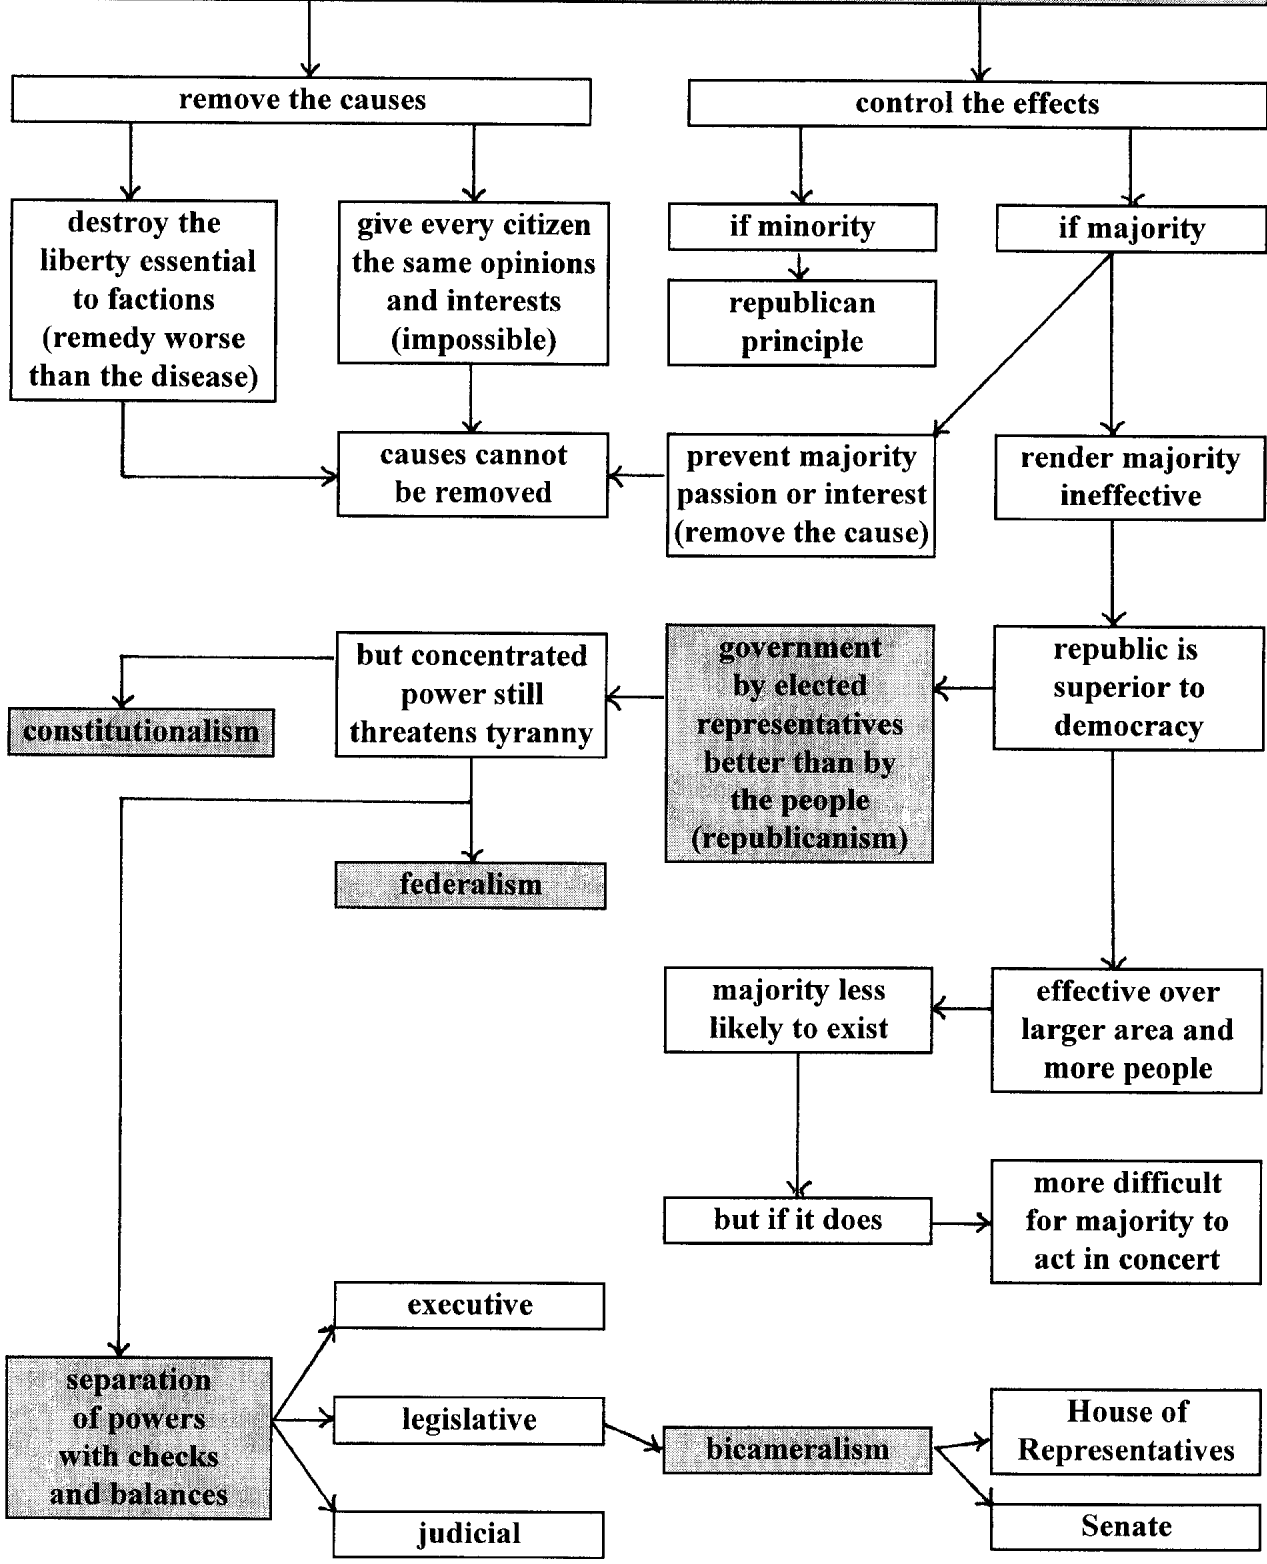 remove the causes
control the effects
destroy the
liberty essential
to factions
(remedy worse
than the disease)
give every citizen
the same opinions
and interests
(impossible)
if minority
if majority
republican
principle
causes cannot
be removed
prevent majority
passion or interest
(remove the cause)
render majority
ineffective
but concentrated
power still
threatens tyranny
government
by elected
representatives
better than by
the people
(republicanism)
republic is
superior to
democracy
constitutionalism
federalism
majority less
likely to exist
effective over
larger area and
more people
but if it does
more difficult
for majority to
act in concert
executive
separation
of powers
with checks
and balances
legislative
bicameralism
House of
Representatives
judicial
Senate